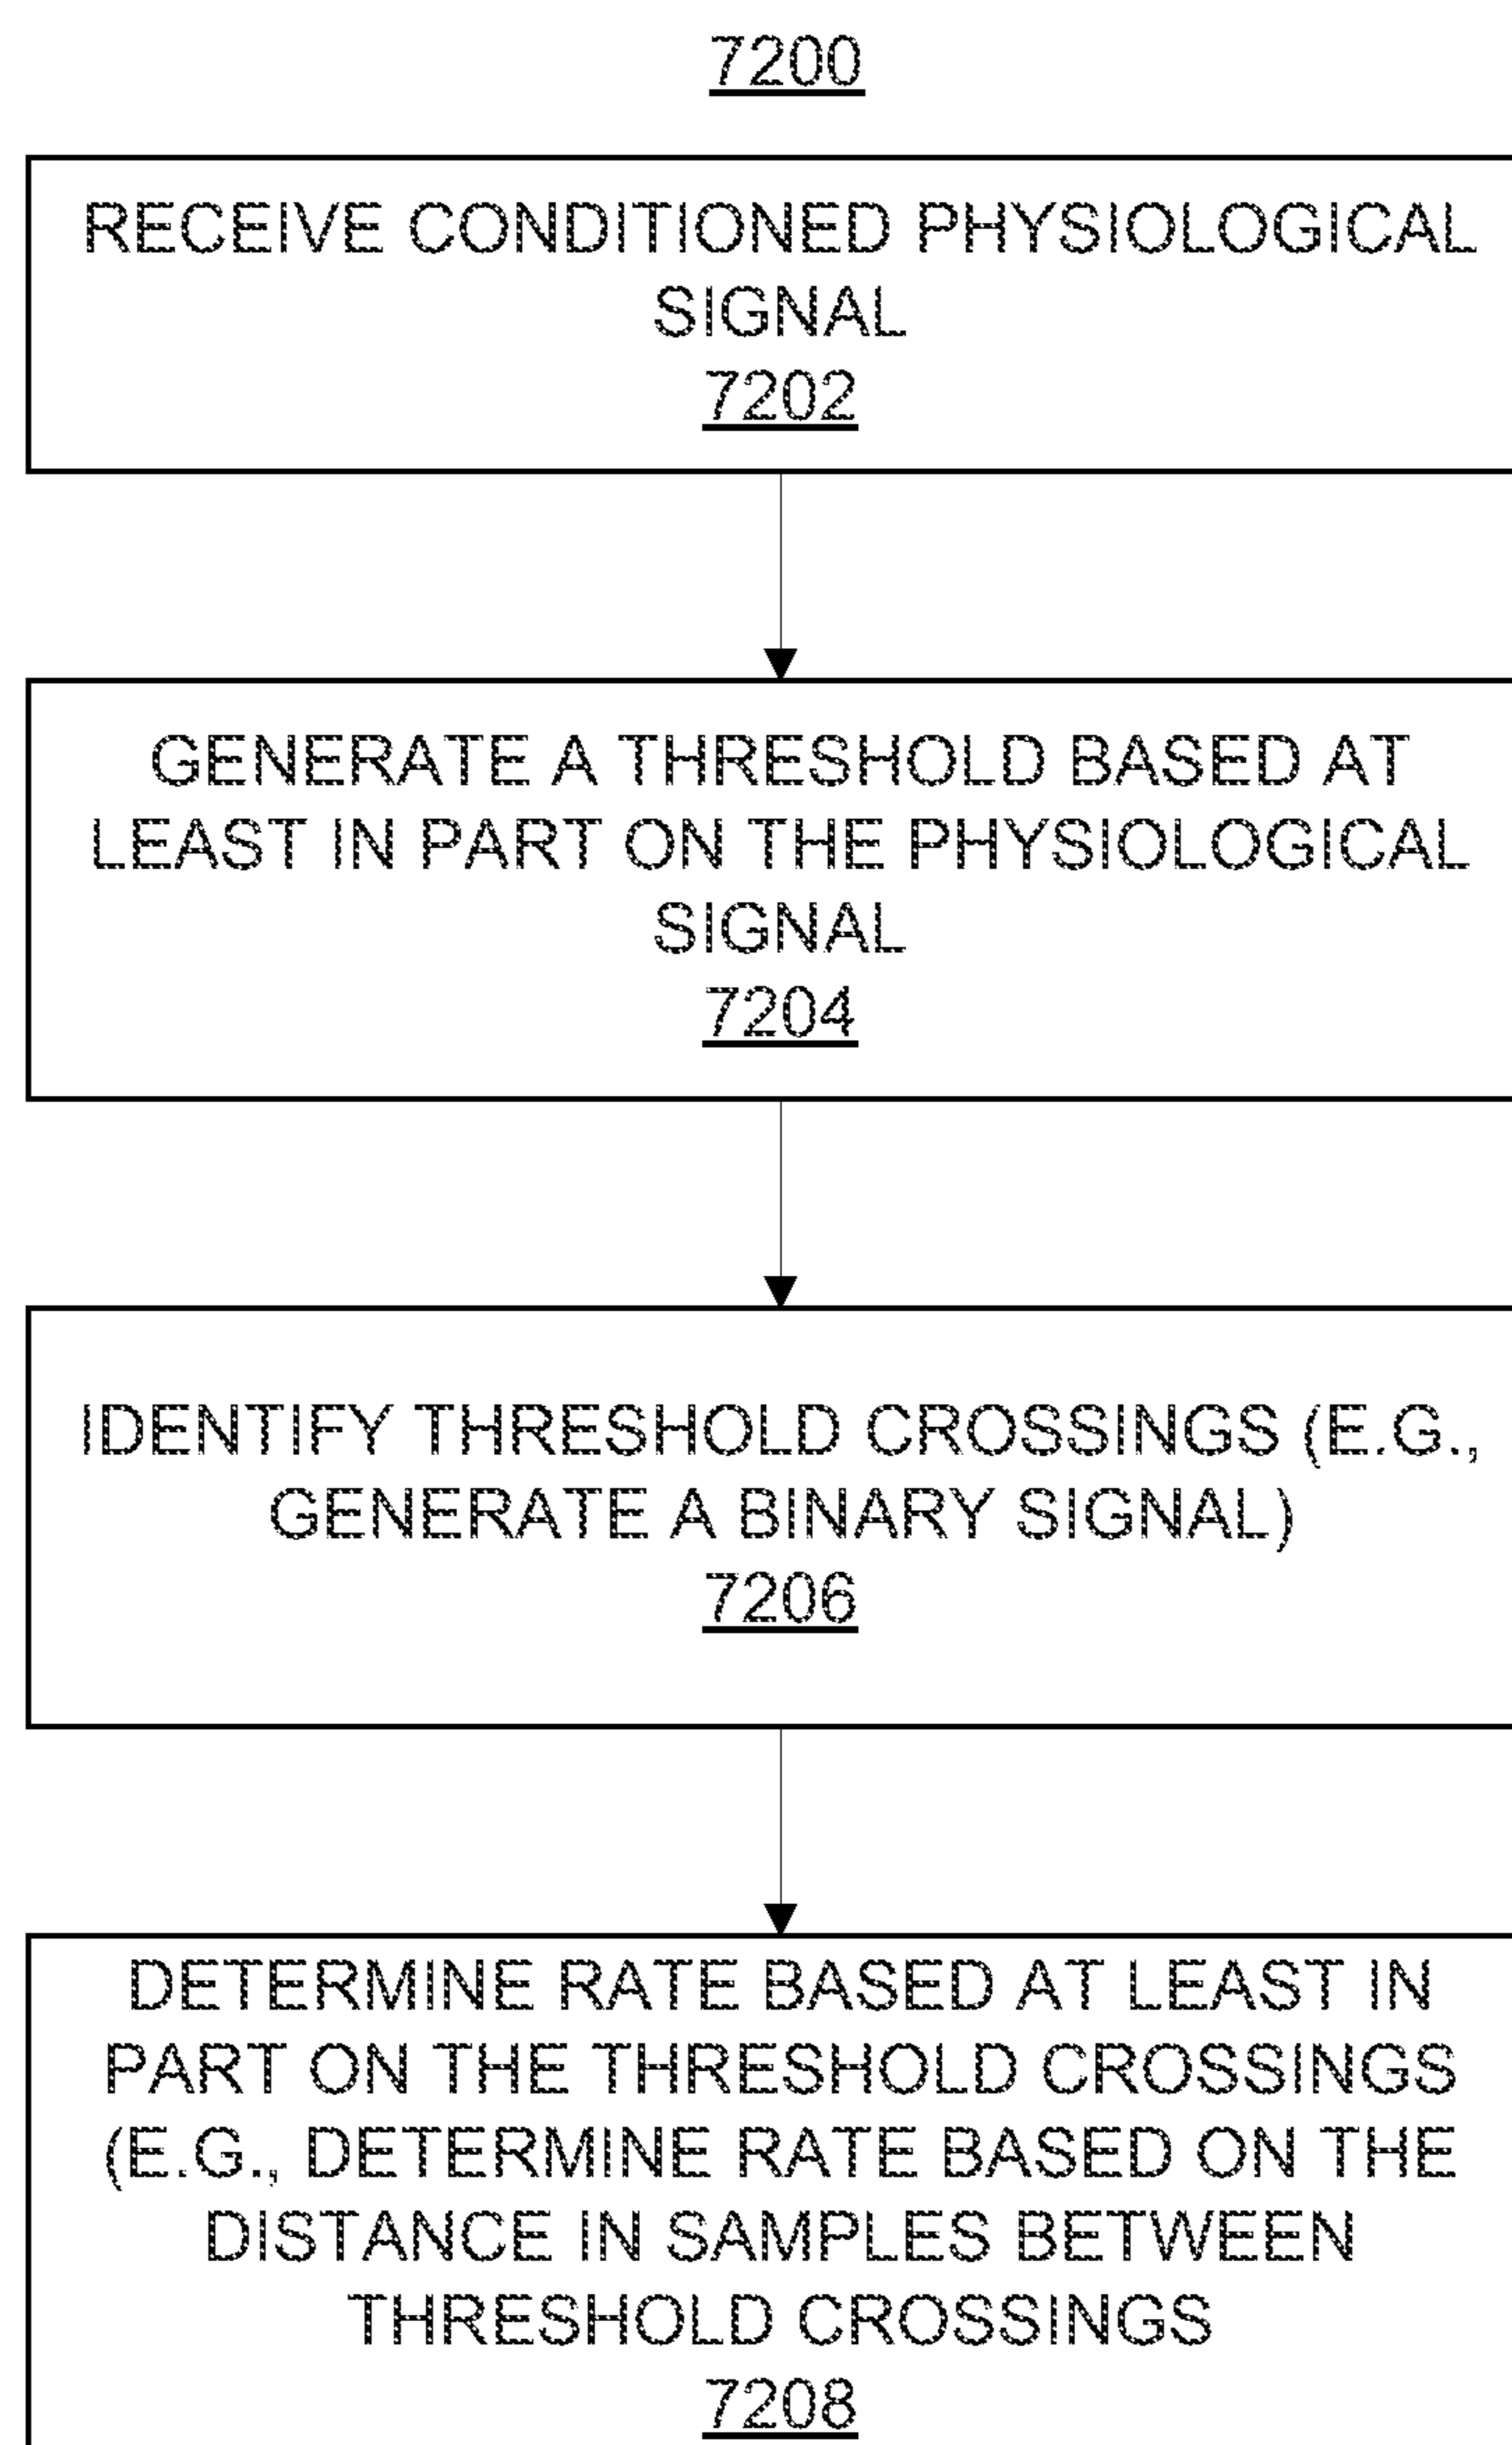 7200
RECEIVE CONDITIONED PHYSIOLOGICAL
SIGNAL
7202
GENERATE A THRESHOLD BASED AT
LEAST IN PART ON THE PHYSIOLOGICAL
SIGNAL
7204
IDENTIFY THRESHOLD CROSSINGS (E.G.,
GENERATE A BINARY SIGNAL)
7206
DETERMINE RATE BASED AT LEAST IN
PART ON THE THRESHOLD CROSSINGS
(E.G., DETERMINE RATE BASED ON THE
DISTANCE IN SAMPLES BETWEEN
THRESHOLD CROSSINGS
7208